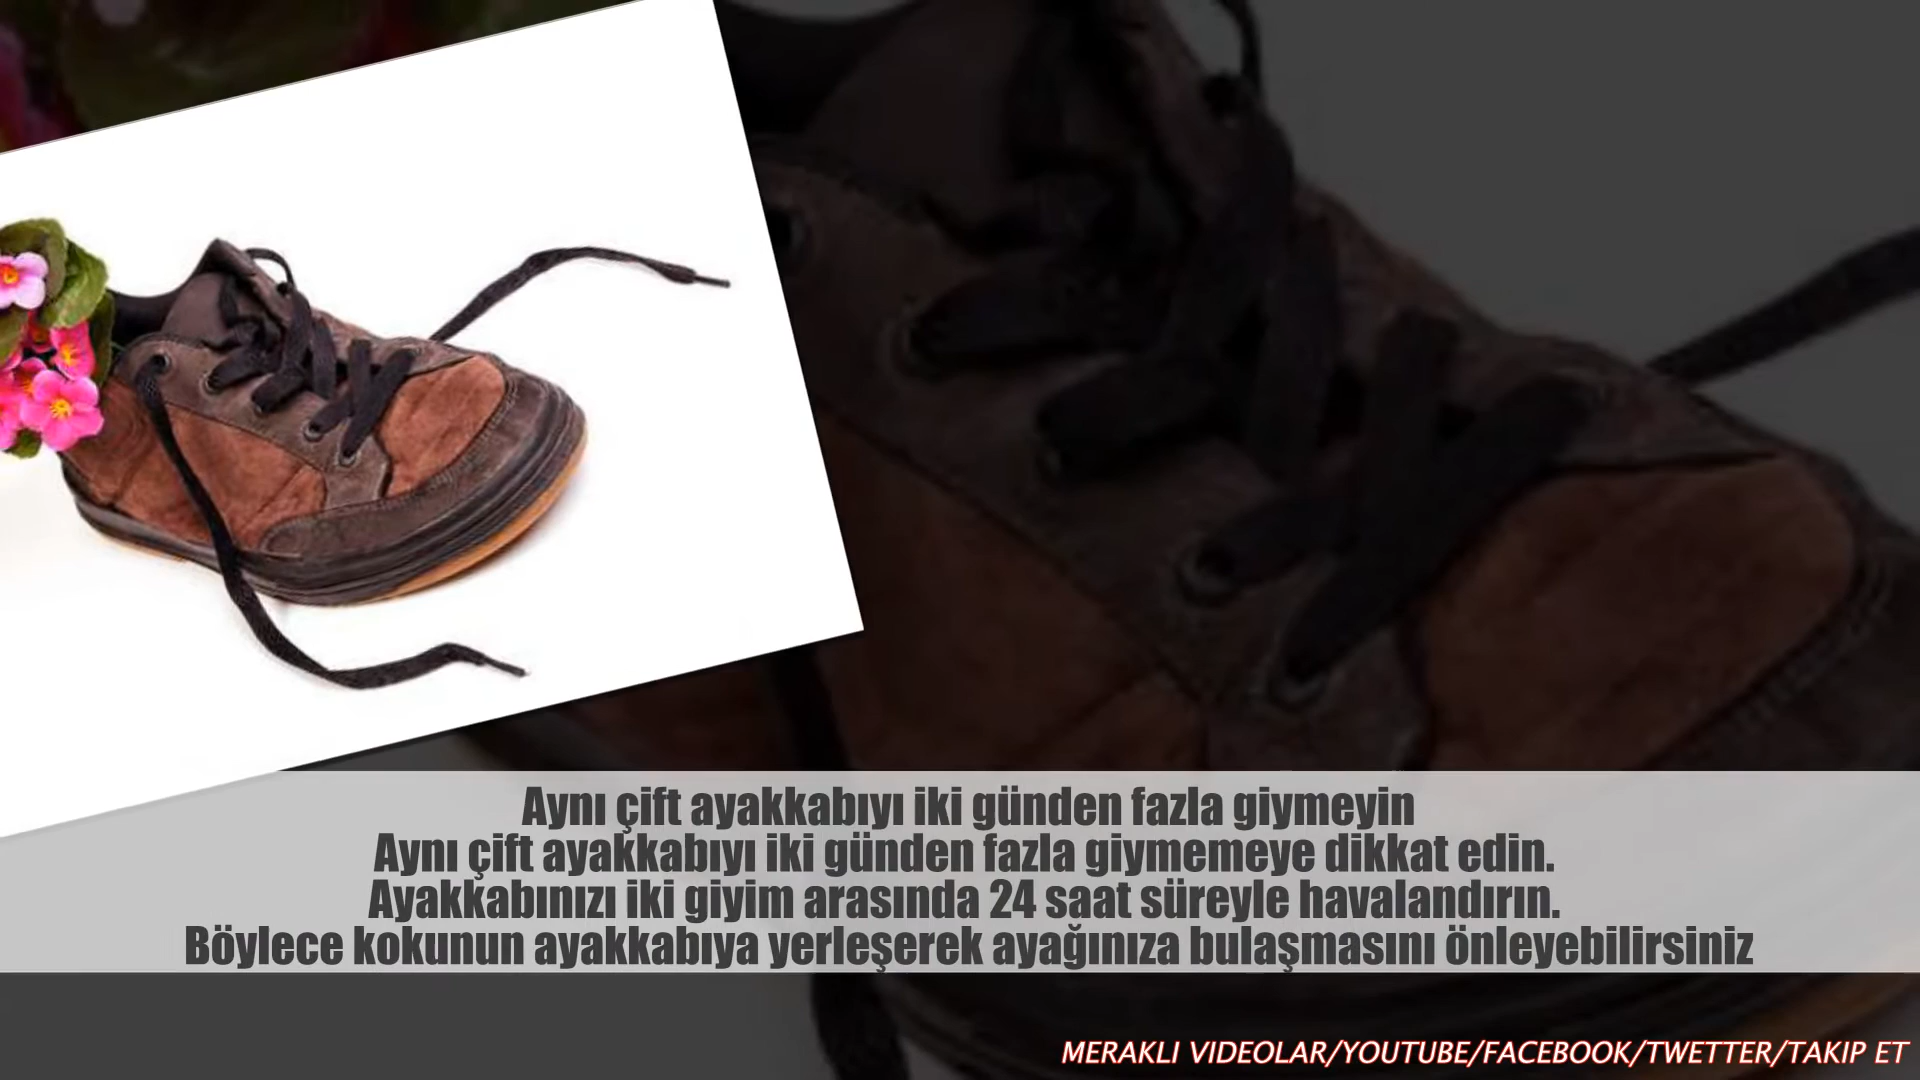 Aynı çift ayakkabıyı iki günden fazla giymeyin
Aynı çift ayakkabıyı iki günden fazla giymemeye dikkat edin.
Ayakkabınızı iki giyim arasında 24 saat süreyle havalandırın.
Böylece kokunun ayakkabıya yerleşerek ayağınıza bulaşmasını önleyebilirsiniz
MERAKLI VIDEOLAR/YOUTUBE/FACEBOOK/TWETTER/TAKIP ET